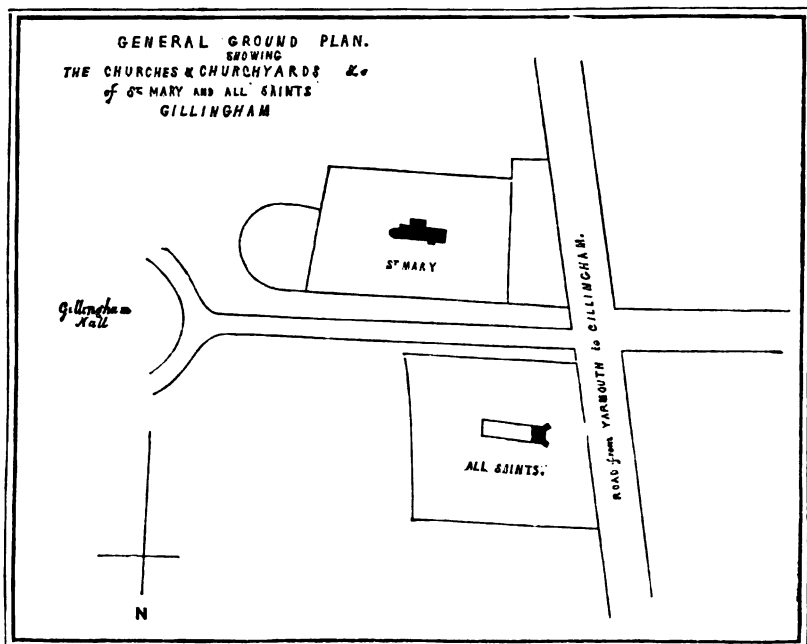 GENERAL GROUND PLAN.
SHOWING
THE CHURCHES & CHURCHYARDS &c
of ST MARY AND ALL SAINTS
GILLINGHAM
ST MARY
Gillingham
Hall
ROAD from YARMOUTH to GILLINGHAM.
ALL SAINTS.
N